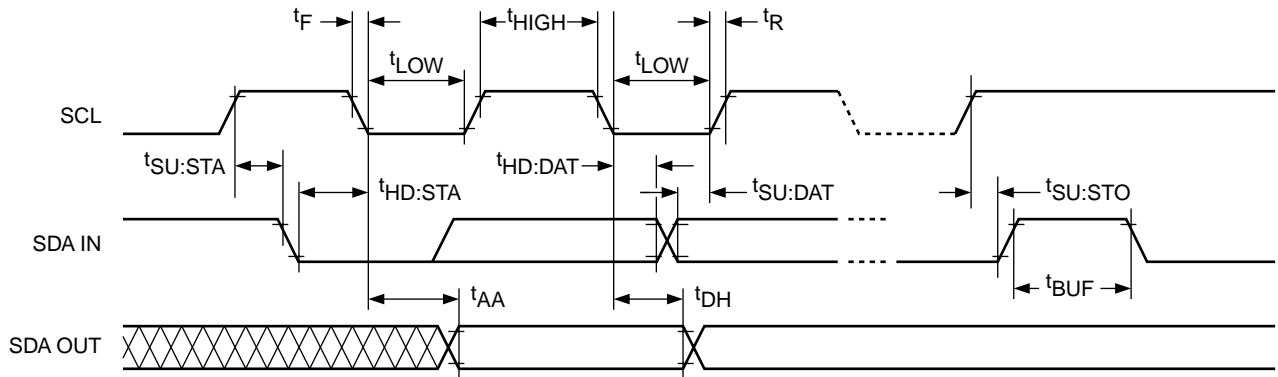 tF
tHIGH
tR
tLOW
tLOW
SCL
tSU:STA
tHD:STA
tHD:DAT
tSU:DAT
tSU:STO
SDA IN
tBUF
tAA
tDH
SDA OUT